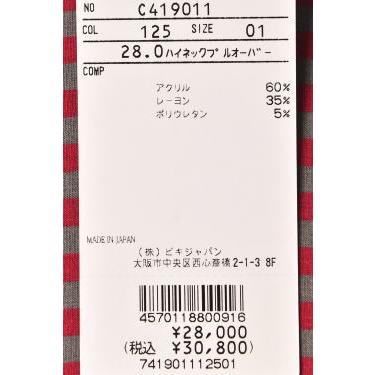 NO C419011
COL 125 SIZE 01
28.0ハイネックプルオーバー
COMP
アクリル 60%
レーヨン 35%
ポリウレタン 5%
MADE IN JAPAN
(株) ピキジャパン
大阪市中央区西心斎橋2-1-3 8F
4570118800916
¥28,000
(税込 ¥30,800)
741901112501